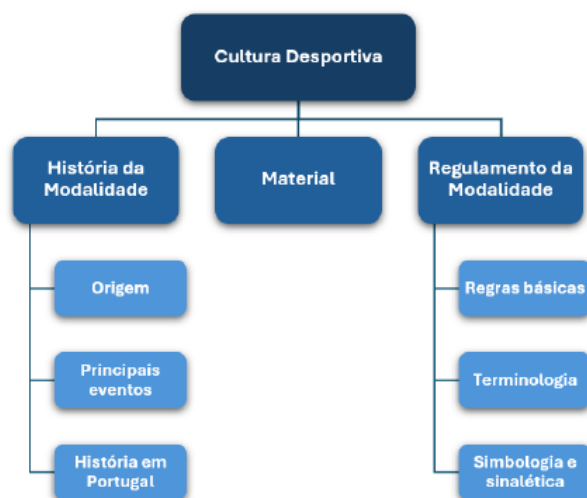 Cultura Desportiva
História da
Modalidade
Material
Regulamento da
Modalidade
Origem
Principais
eventos
História em
Portugal
Regras básicas
Terminologia
Simbologia e
sinalética